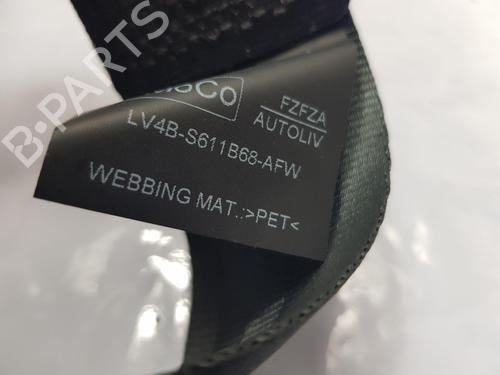 FZFZA
AUTOLIV
LV4B-S611B68-AFW
WEBBING MAT.:>PET<
B-PARTS